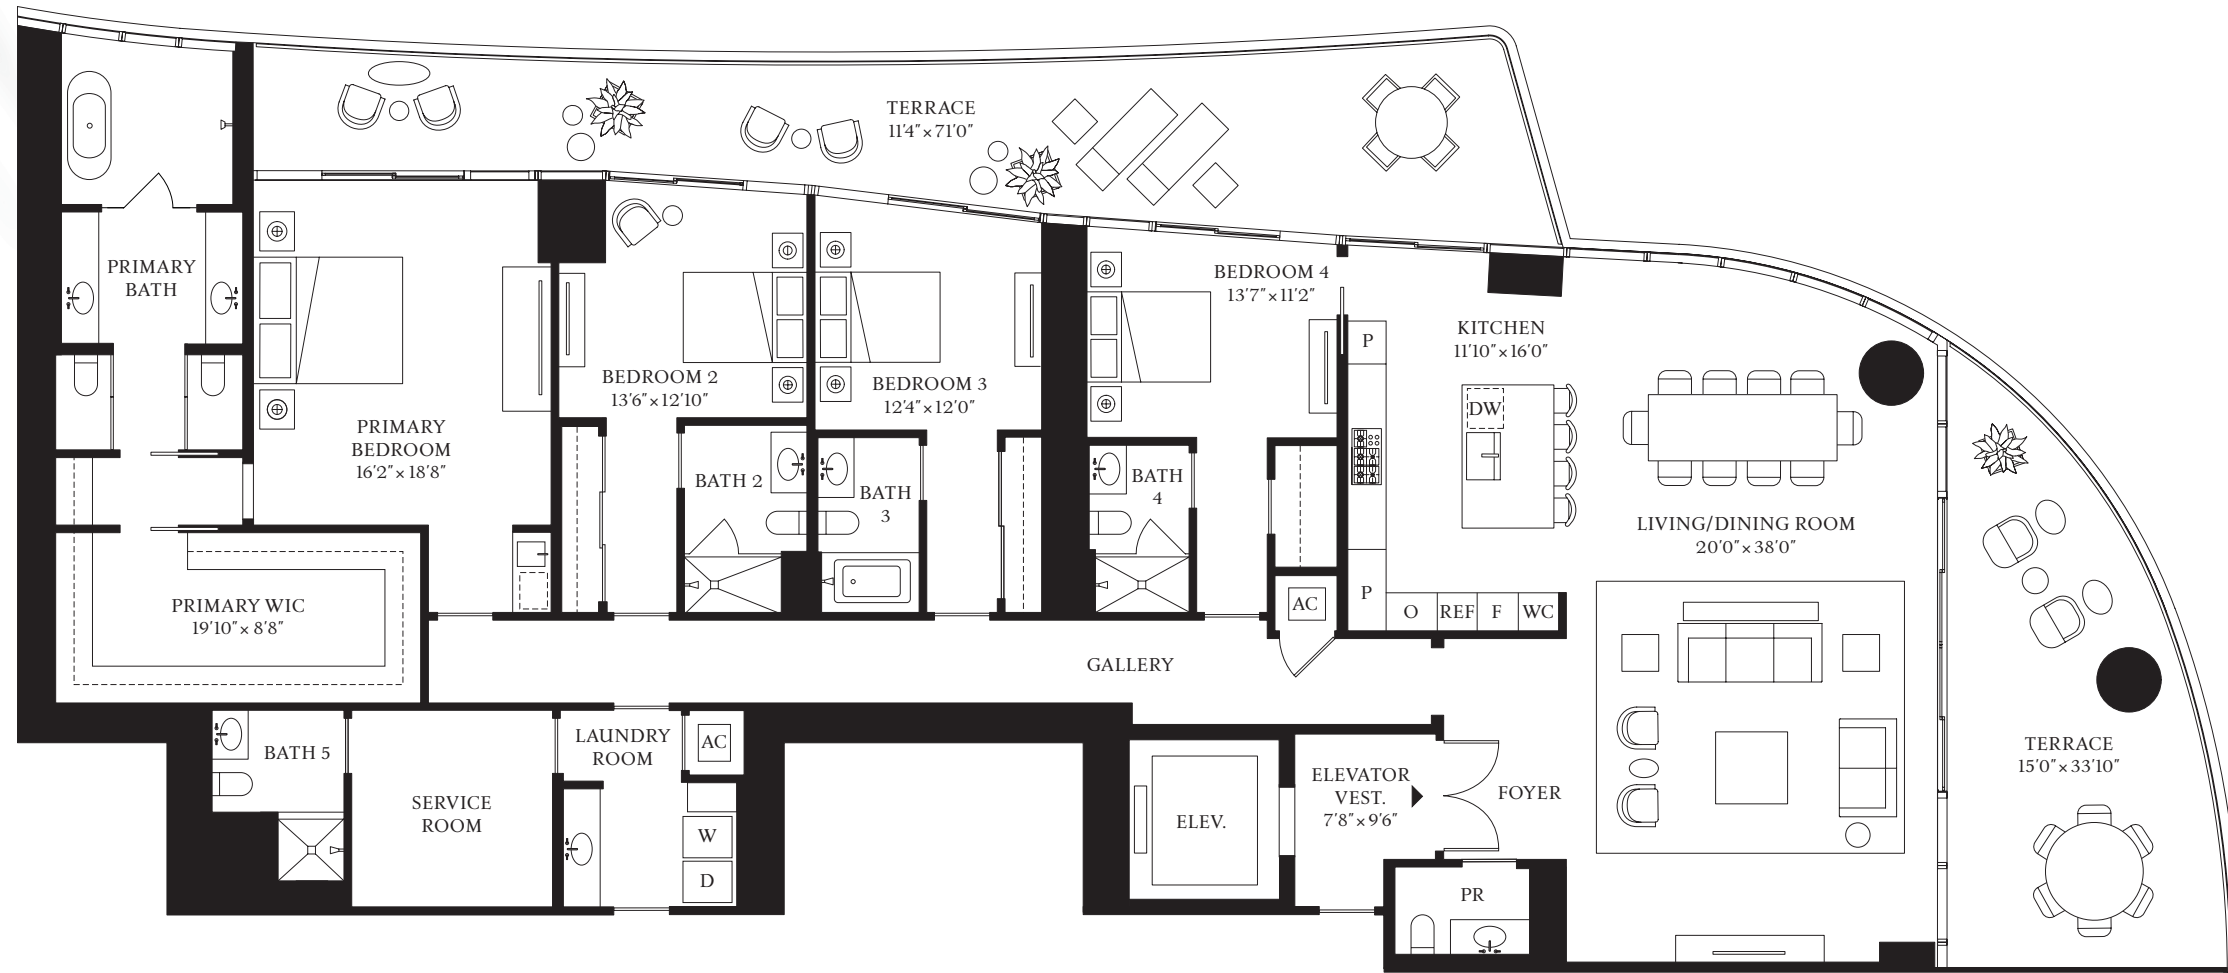 TERRACE
11'4"×71'0"
PRIMARY
BATH
BEDROOM 4
13'7"×11'2"
KITCHEN
11'10"×16'0"
P
BEDROOM 2
13'6"×12'10"
BEDROOM 3
12'4"×12'0"
DW
PRIMARY
BEDROOM
16'2"×18'8"
BATH 2
BATH
3
BATH
4
LIVING/DINING ROOM
20'0"×38'0"
PRIMARY WIC
19'10"×8'8"
AC
P
O
REF
F
WC
GALLERY
BATH 5
LAUNDRY
ROOM
AC
SERVICE
ROOM
W
D
ELEV.
ELEVATOR
VEST.
7'8"×9'6"
FOYER
TERRACE
15'0"×33'10"
PR